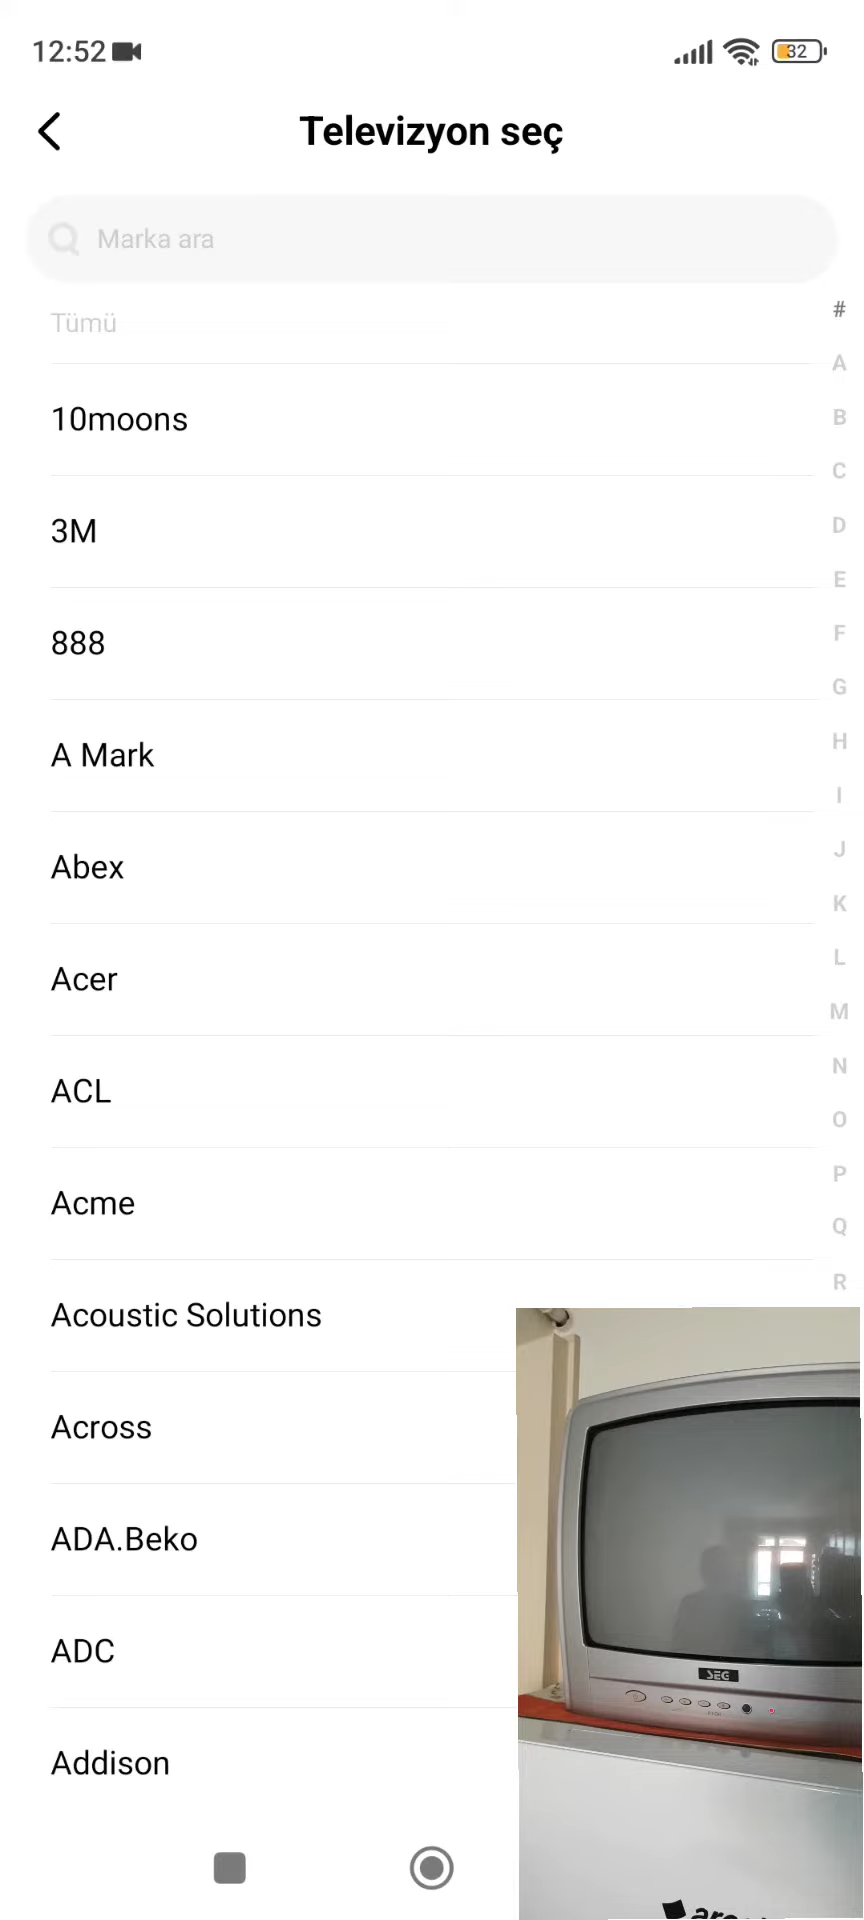 12:52
32
Televizyon seç
Marka ara
Tümü
10moons
3M
888
A Mark
Abex
Acer
ACL
Acme
Acoustic Solutions
Across
ADA.Beko
ADC
Addison
#
A
B
C
D
E
F
G
H
I
J
K
L
M
N
O
P
Q
R
SEG